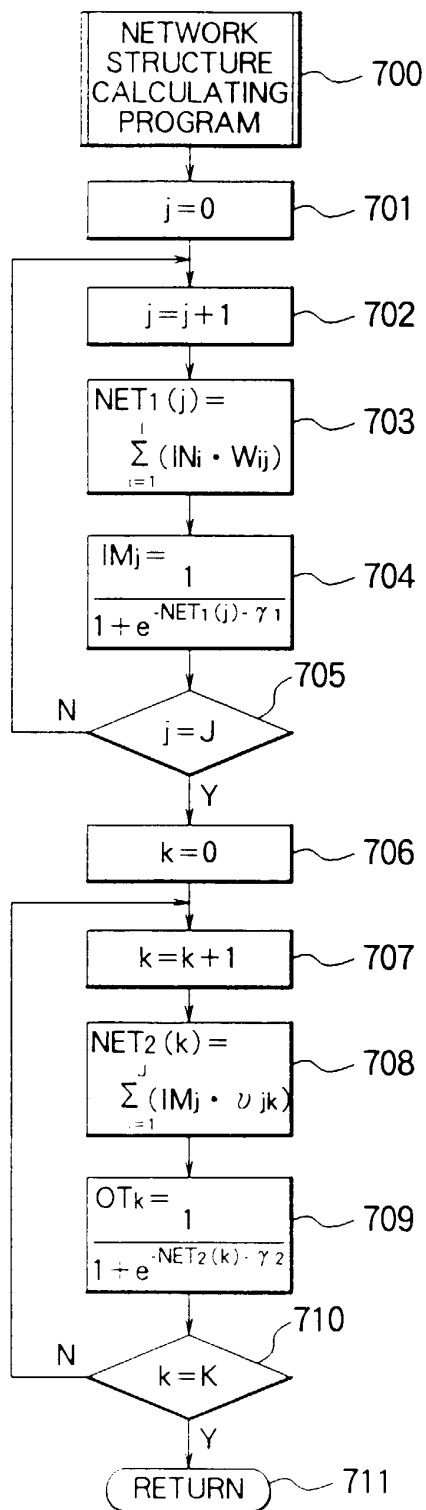 NETWORK
STRUCTURE
CALCULATING
PROGRAM
700
j=0
701
j=j+1
702
NET1(j)=
I
Σ(INi・Wij)
i=1
703
IMj=
1
1+e-NET1(j)-γ1
704
705
N
j=J
Y
k=0
706
k=k+1
707
NET2(k)=
J
Σ(IMj・υjk)
=1
708
OTk=
1
1+e-NET2(k)-γ2
709
710
N
k=K
Y
RETURN
711